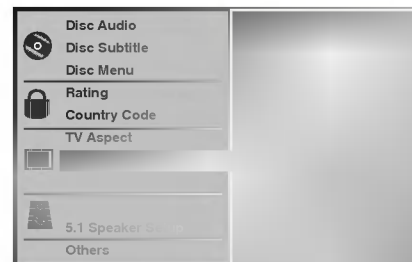 Disc Audio
Disc Subtitle
Disc Menu
Rating
Country Code
TV Aspect
5.1 Speaker
Others